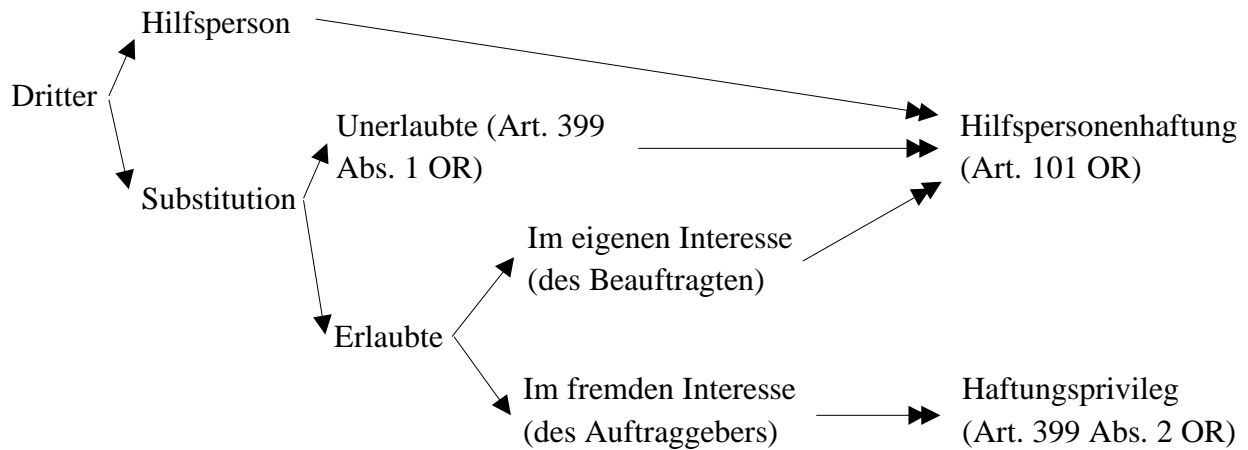 Hilfsperson
Dritter
Unerlaubte (Art. 399
Abs. 1 OR)
Hilfspersonenhaftung
(Art. 101 OR)
Substitution
Im eigenen Interesse
(des Beauftragten)
Erlaubte
Im fremden Interesse
(des Auftraggebers)
Haftungsprivileg
(Art. 399 Abs. 2 OR)